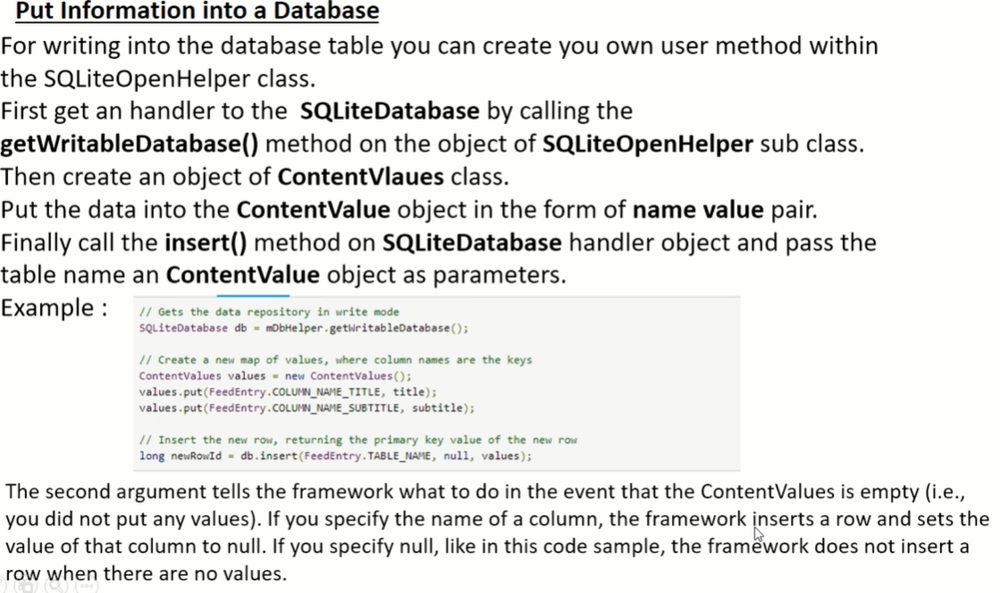 Put Information into a Database
For writing into the database table you can create you own user method within
the SQLiteOpenHelper class.
First get an handler to the SQLiteDatabase by calling the
getWritableDatabase() method on the object of SQLiteOpenHelper sub class.
Then create an object of ContentVlaues class.
Put the data into the ContentValue object in the form of name value pair.
Finally call the insert() method on SQLiteDatabase handler object and pass the
table name an ContentValue object as parameters.
Example :
// Gets the data repository in write mode
SQLiteDatabase db = mDbHelper.getWritableDatabase();
// Create a new map of values, where column names are the keys
ContentValues values = new ContentValues();
values.put(FeedEntry.COLUMN_NAME_TITLE, title);
values.put(FeedEntry.COLUMN_NAME_SUBTITLE, subtitle);
// Insert the new row, returning the primary key value of the new row
long newRowId = db.insert(FeedEntry.TABLE_NAME, null, values);
The second argument tells the framework what to do in the event that the ContentValues is empty (i.e.,
you did not put any values). If you specify the name of a column, the framework inserts a row and sets the
value of that column to null. If you specify null, like in this code sample, the framework does not insert a
row when there are no values.